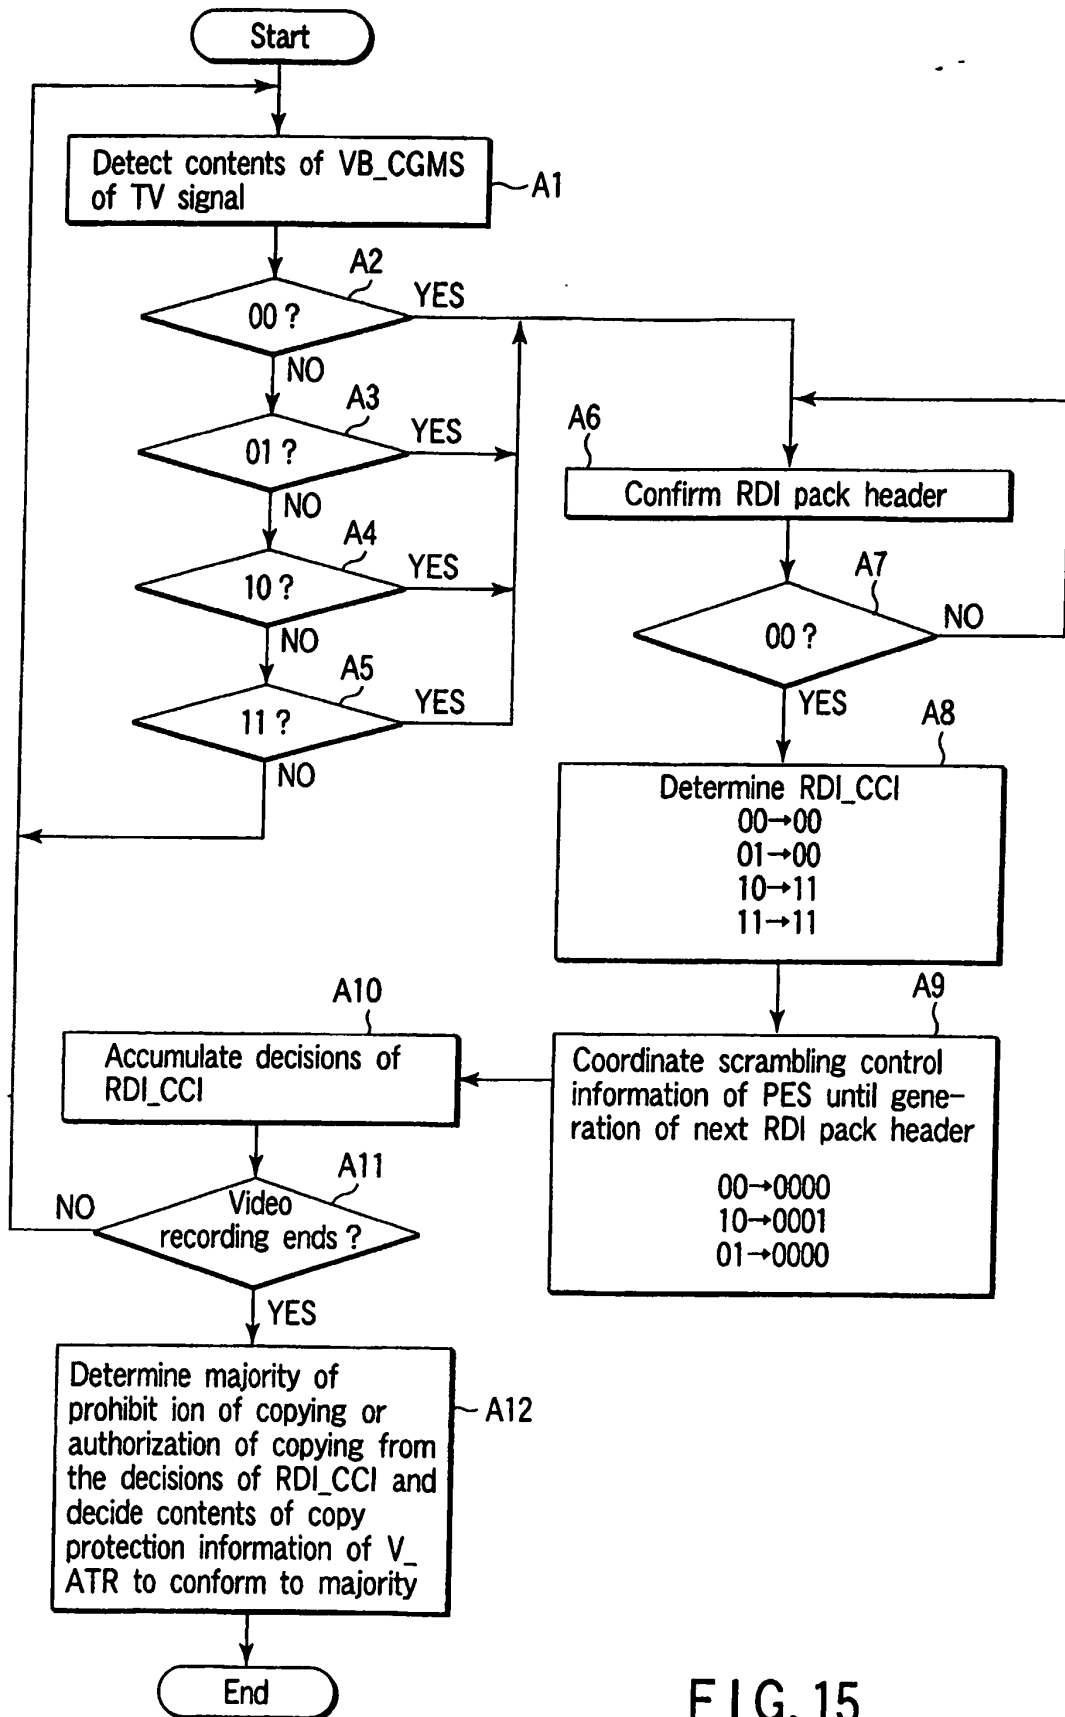 Start
Detect contents of VB_CGMS
of TV signal
A1
A2
00 ?
YES
NO
A3
01 ?
YES
NO
A4
10 ?
YES
NO
A5
11 ?
YES
NO
A6
Confirm RDI pack header
A7
00 ?
NO
YES
A8
Determine RDI_CCI
00→00
01→00
10→11
11→11
A9
Coordinate scrambling control
information of PES until gene-
ration of next RDI pack header
00→0000
10→0001
01→0000
A10
Accumulate decisions of
RDI_CCI
A11
Video
recording ends ?
NO
YES
Determine majority of
prohibit ion of copying or
authorization of copying from
the decisions of RDI_CCI and
decide contents of copy
protection information of V_
ATR to conform to majority
A12
End
FIG. 15